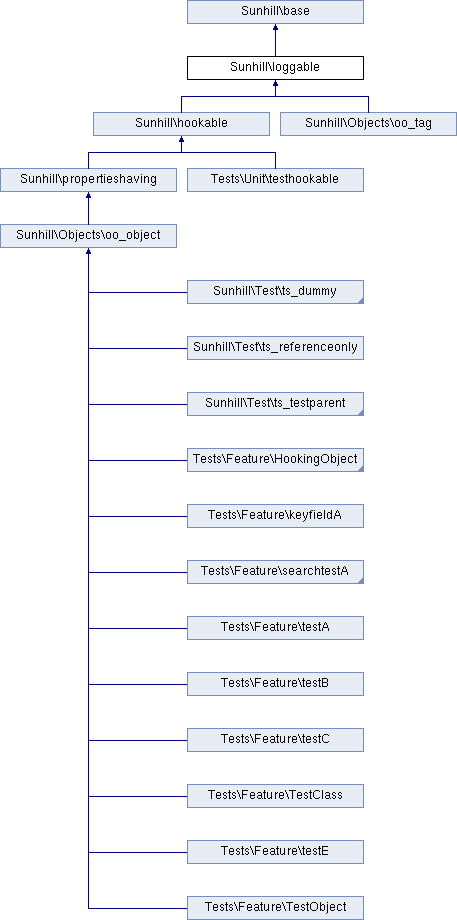 Sunhill\base
Sunhill\loggable
Sunhill\hookable
Sunhill\Objects\oo_tag
Sunhill\propertieshaving
Tests\Unit\testhookable
Sunhill\Objects\oo_object
Sunhill\Test\ts_dummy
Sunhill\Test\ts_referenceonly
Sunhill\Test\ts_testparent
Tests\Feature\HookingObject
Tests\Feature\keyfieldA
Tests\Feature\searchtestA
Tests\Feature\testA
Tests\Feature\testB
Tests\Feature\testC
Tests\Feature\TestClass
Tests\Feature\testE
Tests\Feature\TestObject